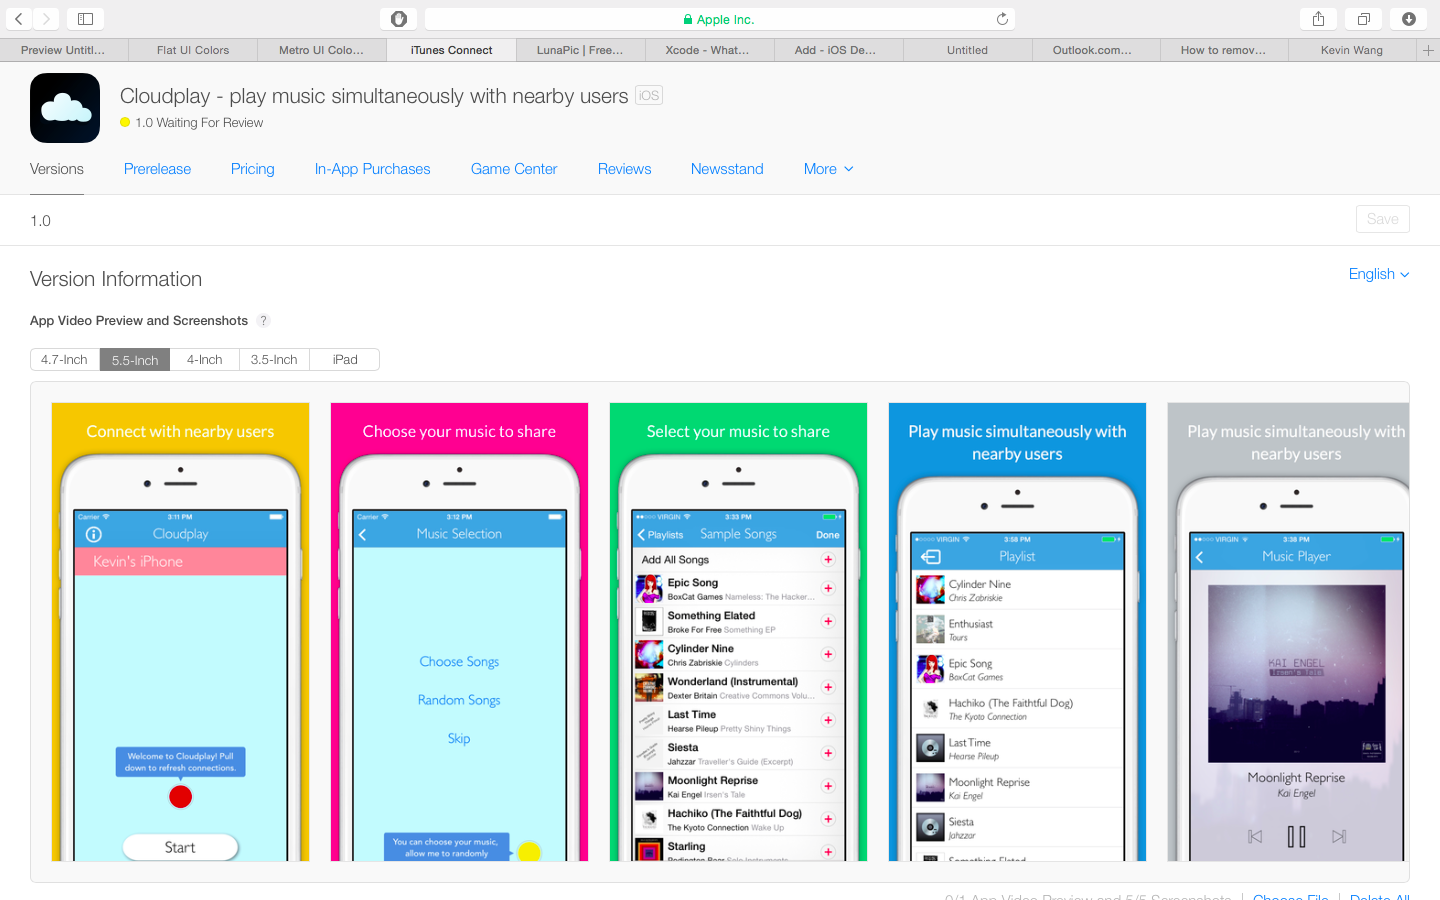 Apple Inc.
Preview Untitl...
Flat UI Colors
Metro UI Colo...
iTunes Connect
LunaPic | Free...
Xcode - What...
Add - iOS De...
Untitled
Outlook.com...
How to remov...
Kevin Wang
Cloudplay - play music simultaneously with nearby users iOS
1.0 Waiting For Review
Versions
Prerelease
Pricing
In-App Purchases
Game Center
Reviews
Newsstand
More
1.0
Save
Version Information
English
App Video Preview and Screenshots ?
4.7-Inch
5.5-Inch
4-Inch
3.5-Inch
iPad
Connect with nearby users
Carrier 3:11 PM
Cloudplay
Kevin's iPhone
Welcome to Cloudplay! Pull
down to refresh connections.
Start
Choose your music to share
Carrier 3:12 PM
Music Selection
Choose Songs
Random Songs
Skip
You can choose your music,
allow me to randomly
Select your music to share
VIRGIN 3:33 PM
Playlists Sample Songs Done
Add All Songs
Epic Song
BoxCat Games Nameless: The Hacker...
Something Elated
Broke For Free Something EP
Cylinder Nine
Chris Zabriskie Cylinders
Wonderland (Instrumental)
Dexter Britain Creative Commons Volu...
Last Time
Hearse Pileup Pretty Shiny Things
Siesta
Jahzzar Traveller's Guide (Excerpt)
Moonlight Reprise
Kai Engel Irsen's Tale
Hachiko (The Faithtful Dog)
The Kyoto Connection Wake Up
Starling
Podington Bear Solo Instruments
Play music simultaneously with
nearby users
VIRGIN 3:58 PM
Playlist
Cylinder Nine
Chris Zabriskie
Enthusiast
Tours
Epic Song
BoxCat Games
Hachiko (The Faithtful Dog)
The Kyoto Connection
Last Time
Hearse Pileup
Moonlight Reprise
Kai Engel
Siesta
Jahzzar
Something Elated
Play music simultaneously with
nearby users
VIRGIN 3:38 PM
Music Player
KAI ENGEL
Irsen's Tale
Moonlight Reprise
Kai Engel
0/1 App Video Preview and 5/5 Screenshots
Choose File
Delete All